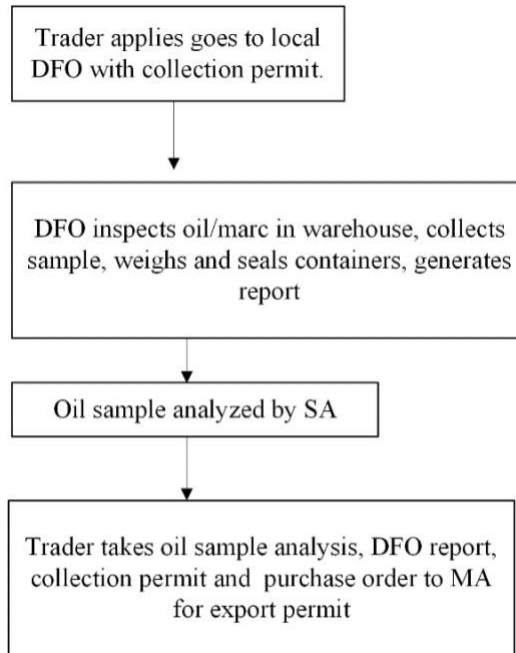 Trader applies goes to local
DFO with collection permit.
DFO inspects oil/marc in warehouse, collects
sample, weighs and seals containers, generates
report
Oil sample analyzed by SA
Trader takes oil sample analysis, DFO report,
collection permit and purchase order to MA
for export permit